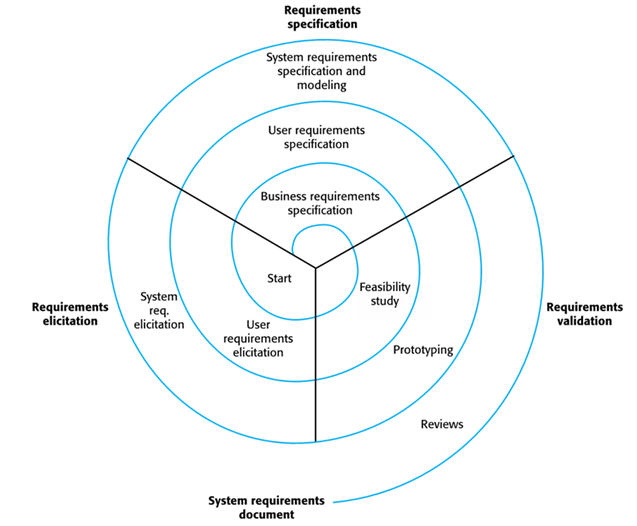 Requirements
specification
System requirements
specification and
modeling
User requirements
specification
Business requirements
specification
Start
Feasibility
study
Requirements
elicitation
System
req.
elicitation
User
requirements
elicitation
Requirements
validation
Prototyping
Reviews
System requirements
document